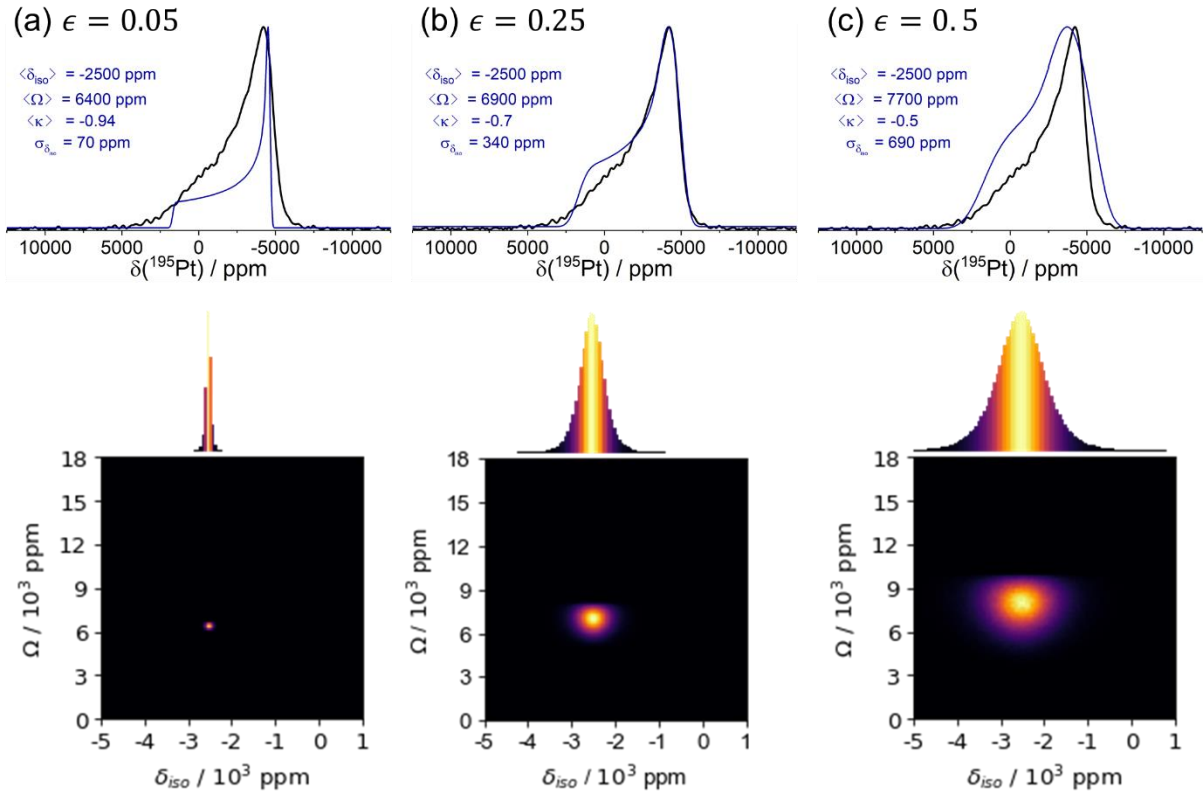 (a) ϵ = 0.05
⟨δiso⟩ = -2500 ppm
⟨Ω⟩ = 6400 ppm
⟨κ⟩ = -0.94
σδiso = 70 ppm
10000 5000 0 -5000 -10000
δ(¹⁹⁵Pt) / ppm
(b) ϵ = 0.25
⟨δiso⟩ = -2500 ppm
⟨Ω⟩ = 6900 ppm
⟨κ⟩ = -0.7
σδiso = 340 ppm
10000 5000 0 -5000 -10000
δ(¹⁹⁵Pt) / ppm
(c) ϵ = 0.5
⟨δiso⟩ = -2500 ppm
⟨Ω⟩ = 7700 ppm
⟨κ⟩ = -0.5
σδiso = 690 ppm
10000 5000 0 -5000 -10000
δ(¹⁹⁵Pt) / ppm
18
15
12
9
6
3
0
Ω / 10³ ppm
-5 -4 -3 -2 -1 0 1
δiso / 10³ ppm
18
15
12
9
6
3
0
Ω / 10³ ppm
-5 -4 -3 -2 -1 0 1
δiso / 10³ ppm
18
15
12
9
6
3
0
Ω / 10³ ppm
-5 -4 -3 -2 -1 0 1
δiso / 10³ ppm